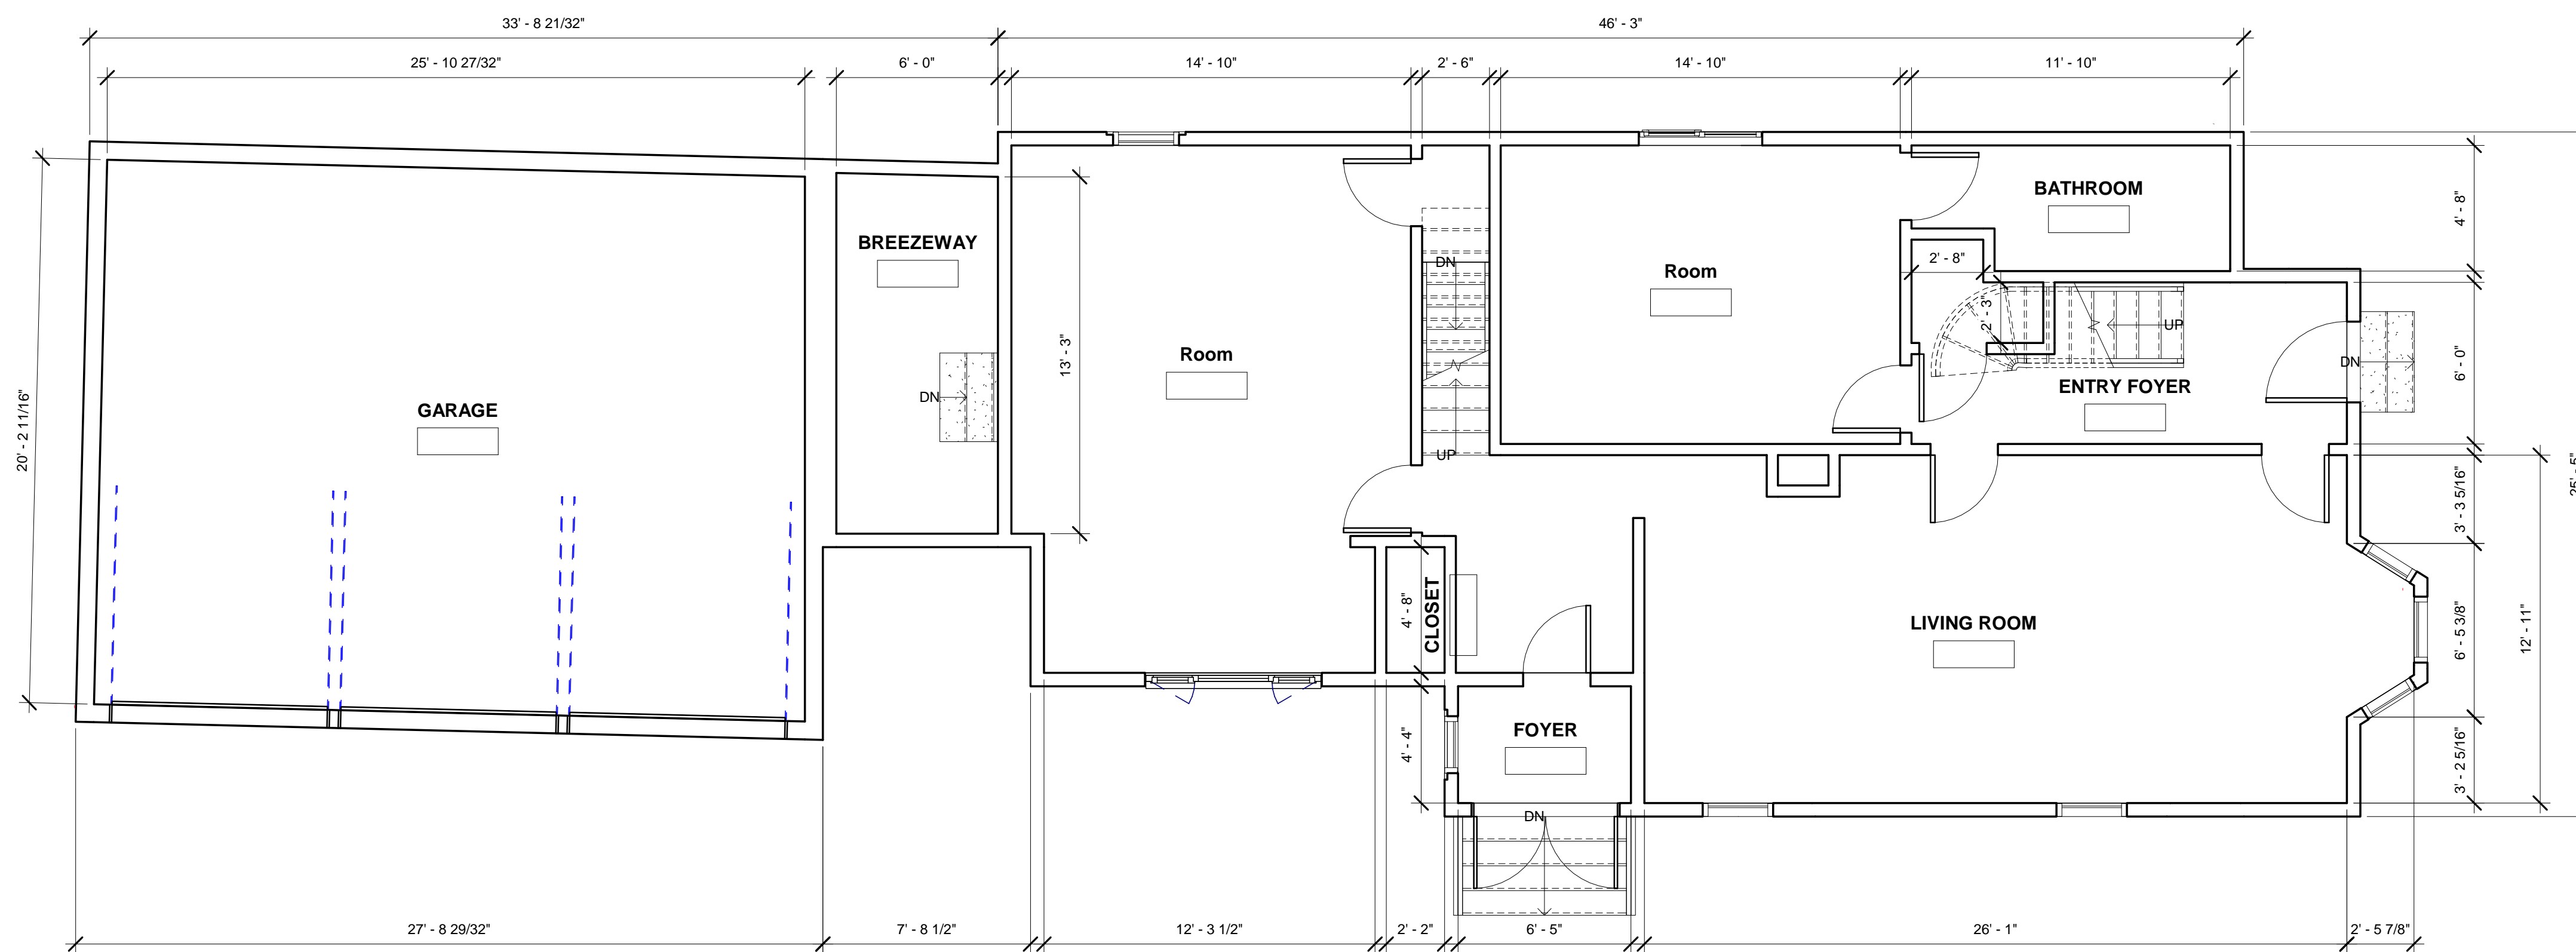 33' - 8 21/32"
46' - 3"
25' - 10 27/32"
6' - 0"
14' - 10"
2' - 6"
14' - 10"
11' - 10"
BATHROOM
4' - 8"
BREEZEWAY
DN
2' - 8"
Room
2' - 3"
UP
13' - 3"
Room
DN
6' - 0"
ENTRY FOYER
DN
GARAGE
20' - 2 11/16"
UP
25' - 5"
3' - 3 5/16"
CLOSET
4' - 8"
LIVING ROOM
6' - 5 3/8"
12' - 11"
FOYER
4' - 4"
3' - 2 5/16"
DN
27' - 8 29/32"
7' - 8 1/2"
12' - 3 1/2"
2' - 2"
6' - 5"
26' - 1"
2' - 5 7/8"